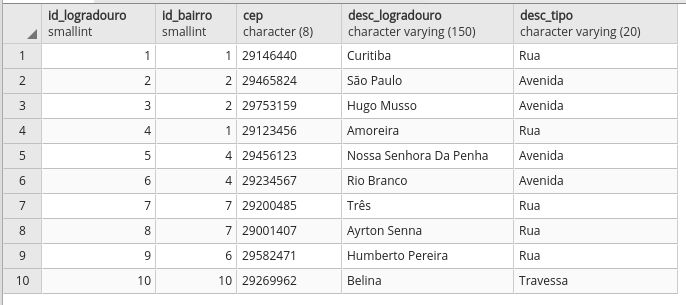 id_logradouro id_bairro cep desc_logradouro desc_tipo
smallint smallint character (8) character varying (150) character varying (20)
1 1 1 29146440 Curitiba Rua
2 2 2 29465824 São Paulo Avenida
3 3 2 29753159 Hugo Musso Avenida
4 4 1 29123456 Amoreira Rua
5 5 4 29456123 Nossa Senhora Da Penha Avenida
6 6 4 29234567 Rio Branco Avenida
7 7 7 29200485 Três Rua
8 8 7 29001407 Ayrton Senna Rua
9 9 6 29582471 Humberto Pereira Rua
10 10 10 29269962 Belina Travessa